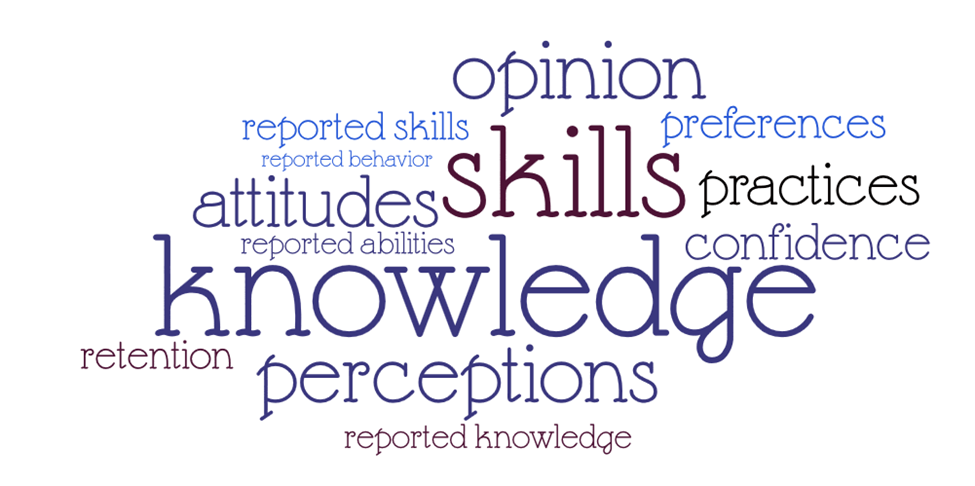 opinion
reported skills
preferences
reported behavior
skills
attitudes
practices
reported abilities
confidence
knowledge
retention
perceptions
reported knowledge